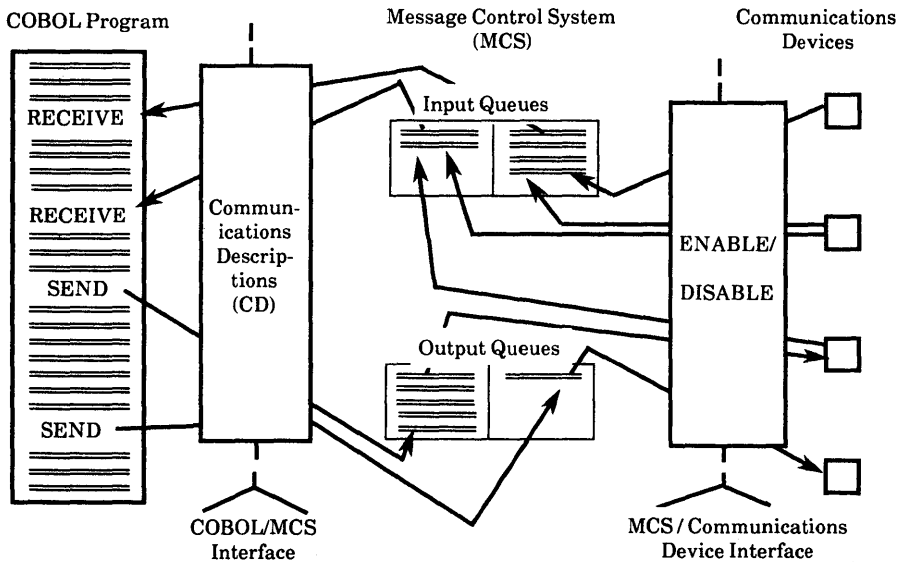 COBOL Program
Message Control System
(MCS)
Communications
Devices
RECEIVE
RECEIVE
SEND
SEND
Commun-
ications
Descrip-
tions
(CD)
Input Queues
Output Queues
ENABLE/
DISABLE
COBOL/MCS
Interface
MCS / Communications
Device Interface